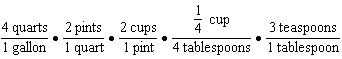 4 quarts/1 gallon • 2 pints/1 quart • 2 cups/1 pint • 1/4 cup/4 tablespoons • 3 teaspoons/1 tablespoon